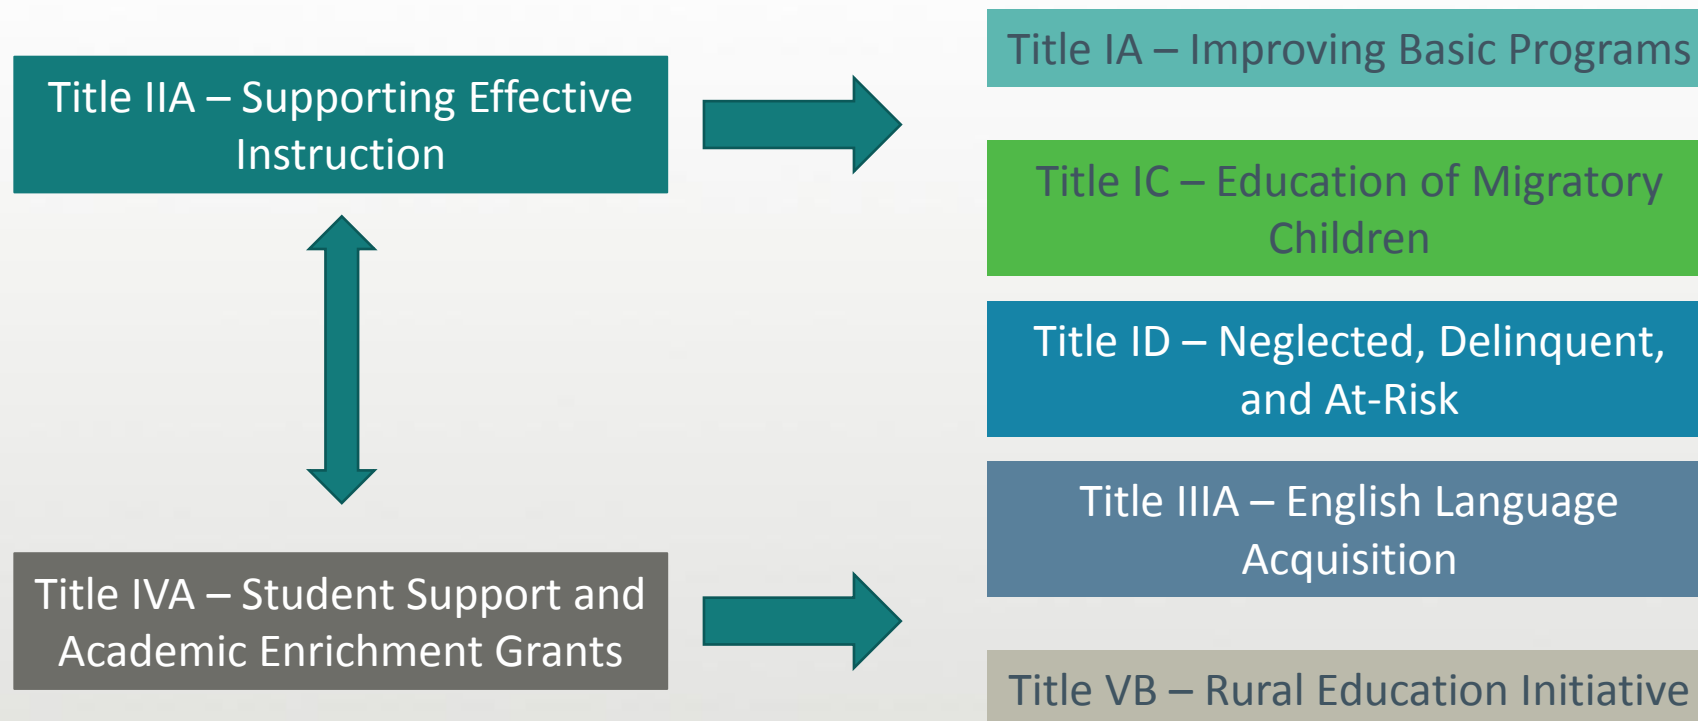 Title IIA – Supporting Effective
Instruction
Title IVA – Student Support and
Academic Enrichment Grants
Title IA – Improving Basic Programs
Title IC – Education of Migratory
Children
Title ID – Neglected, Delinquent,
and At-Risk
Title IIIA – English Language
Acquisition
Title VB – Rural Education Initiative